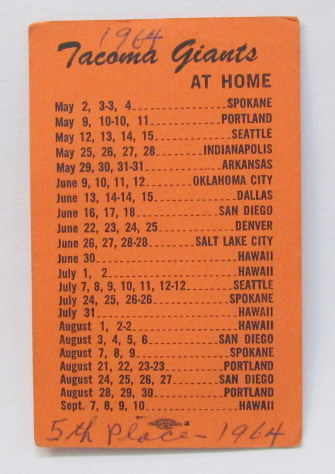 1964
Tacoma Giants
AT HOME
May 2, 3-3, 4 SPOKANE
May 9, 10-10, 11 PORTLAND
May 12, 13, 14, 15 SEATTLE
May 25, 26, 27, 28 INDIANAPOLIS
May 29, 30, 31-31 ARKANSAS
June 9, 10, 11, 12 OKLAHOMA CITY
June 13, 14-14, 15 DALLAS
June 16, 17, 18 SAN DIEGO
June 22, 23, 24, 25 DENVER
June 26, 27, 28-28 SALT LAKE CITY
June 30 HAWAII
July 1, 2 HAWAII
July 7, 8, 9, 10, 11, 12-12 SEATTLE
July 24, 25, 26-26 SPOKANE
July 31 HAWAII
August 1, 2-2 HAWAII
August 3, 4, 5, 6 SAN DIEGO
August 7, 8, 9 SPOKANE
August 21, 22, 23-23 PORTLAND
August 24, 25, 26, 27 SAN DIEGO
August 28, 29, 30 PORTLAND
Sept. 7, 8, 9, 10 HAWAII
5th Place - 1964